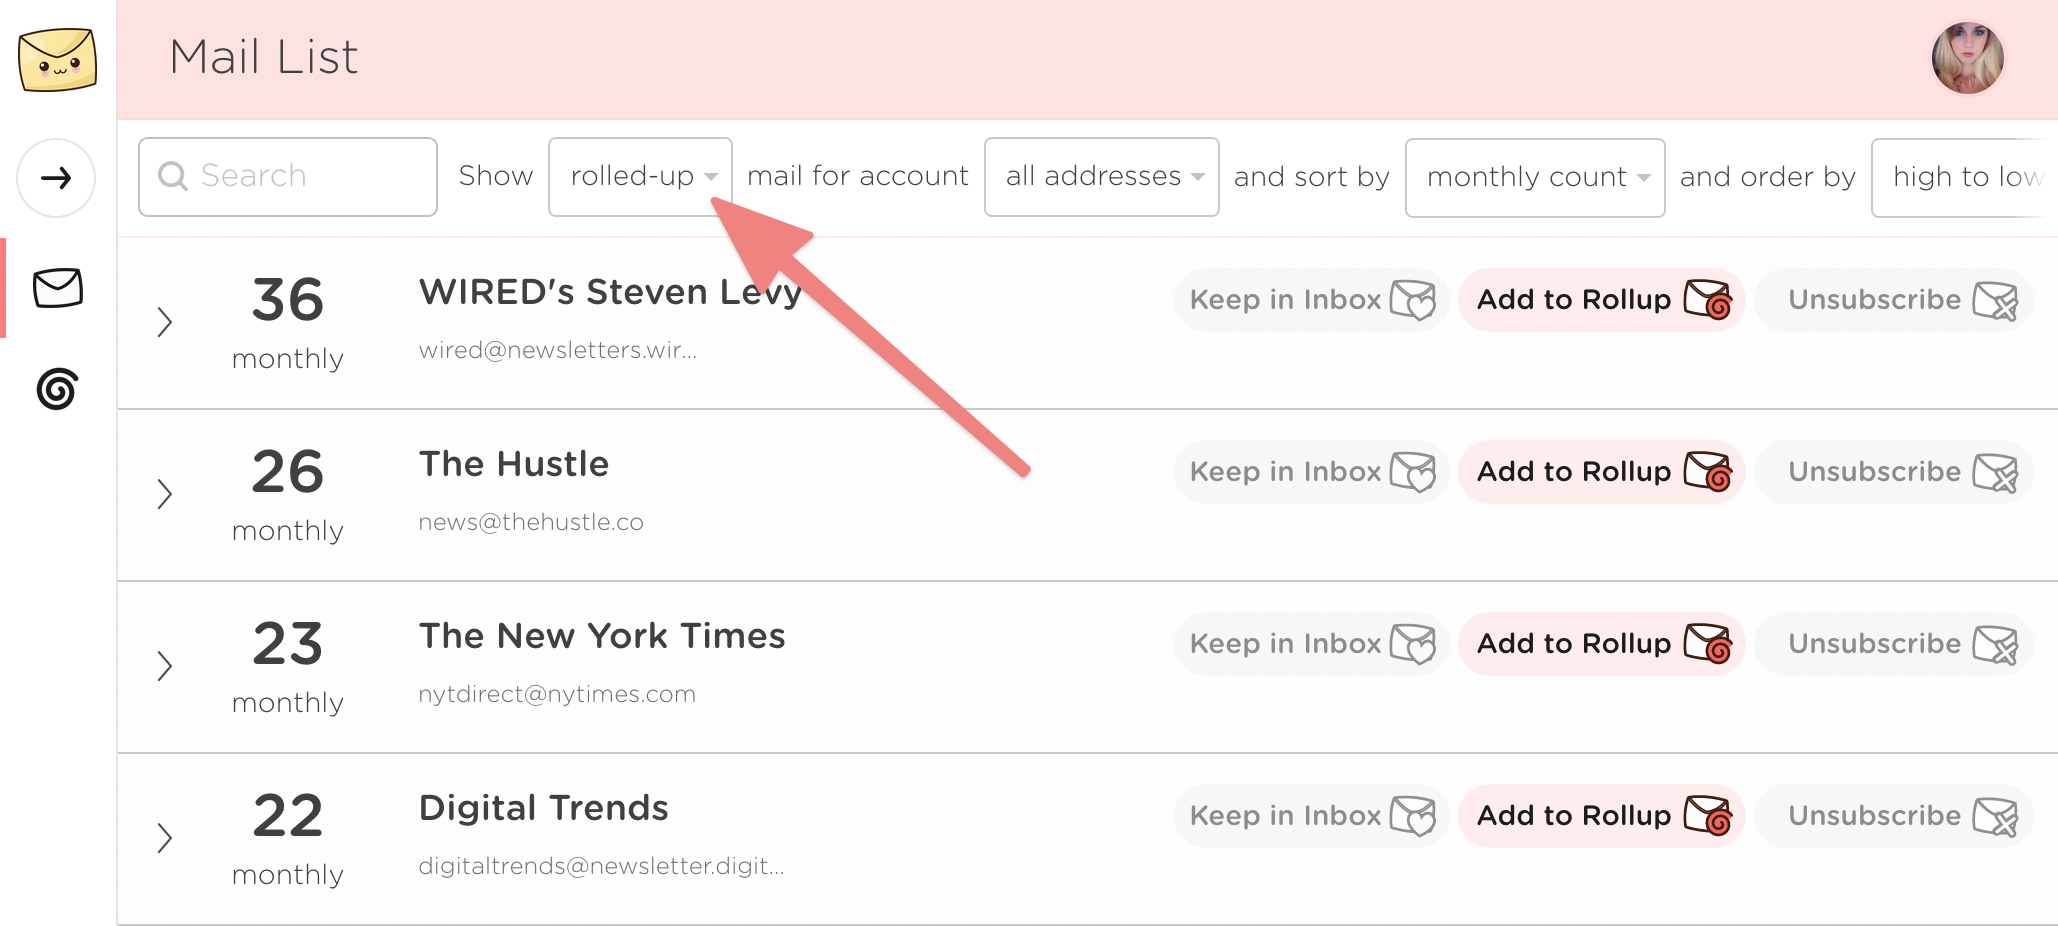 Mail List
Search Show rolled-up mail for account all addresses and sort by monthly count and order by high to low
36 WIRED's Steven Levy Keep in Inbox Add to Rollup Unsubscribe
monthly wired@newsletters.wir...
26 The Hustle Keep in Inbox Add to Rollup Unsubscribe
monthly news@thehustle.co
23 The New York Times Keep in Inbox Add to Rollup Unsubscribe
monthly nytdirect@nytimes.com
22 Digital Trends Keep in Inbox Add to Rollup Unsubscribe
monthly digitaltrends@newsletter.digit...